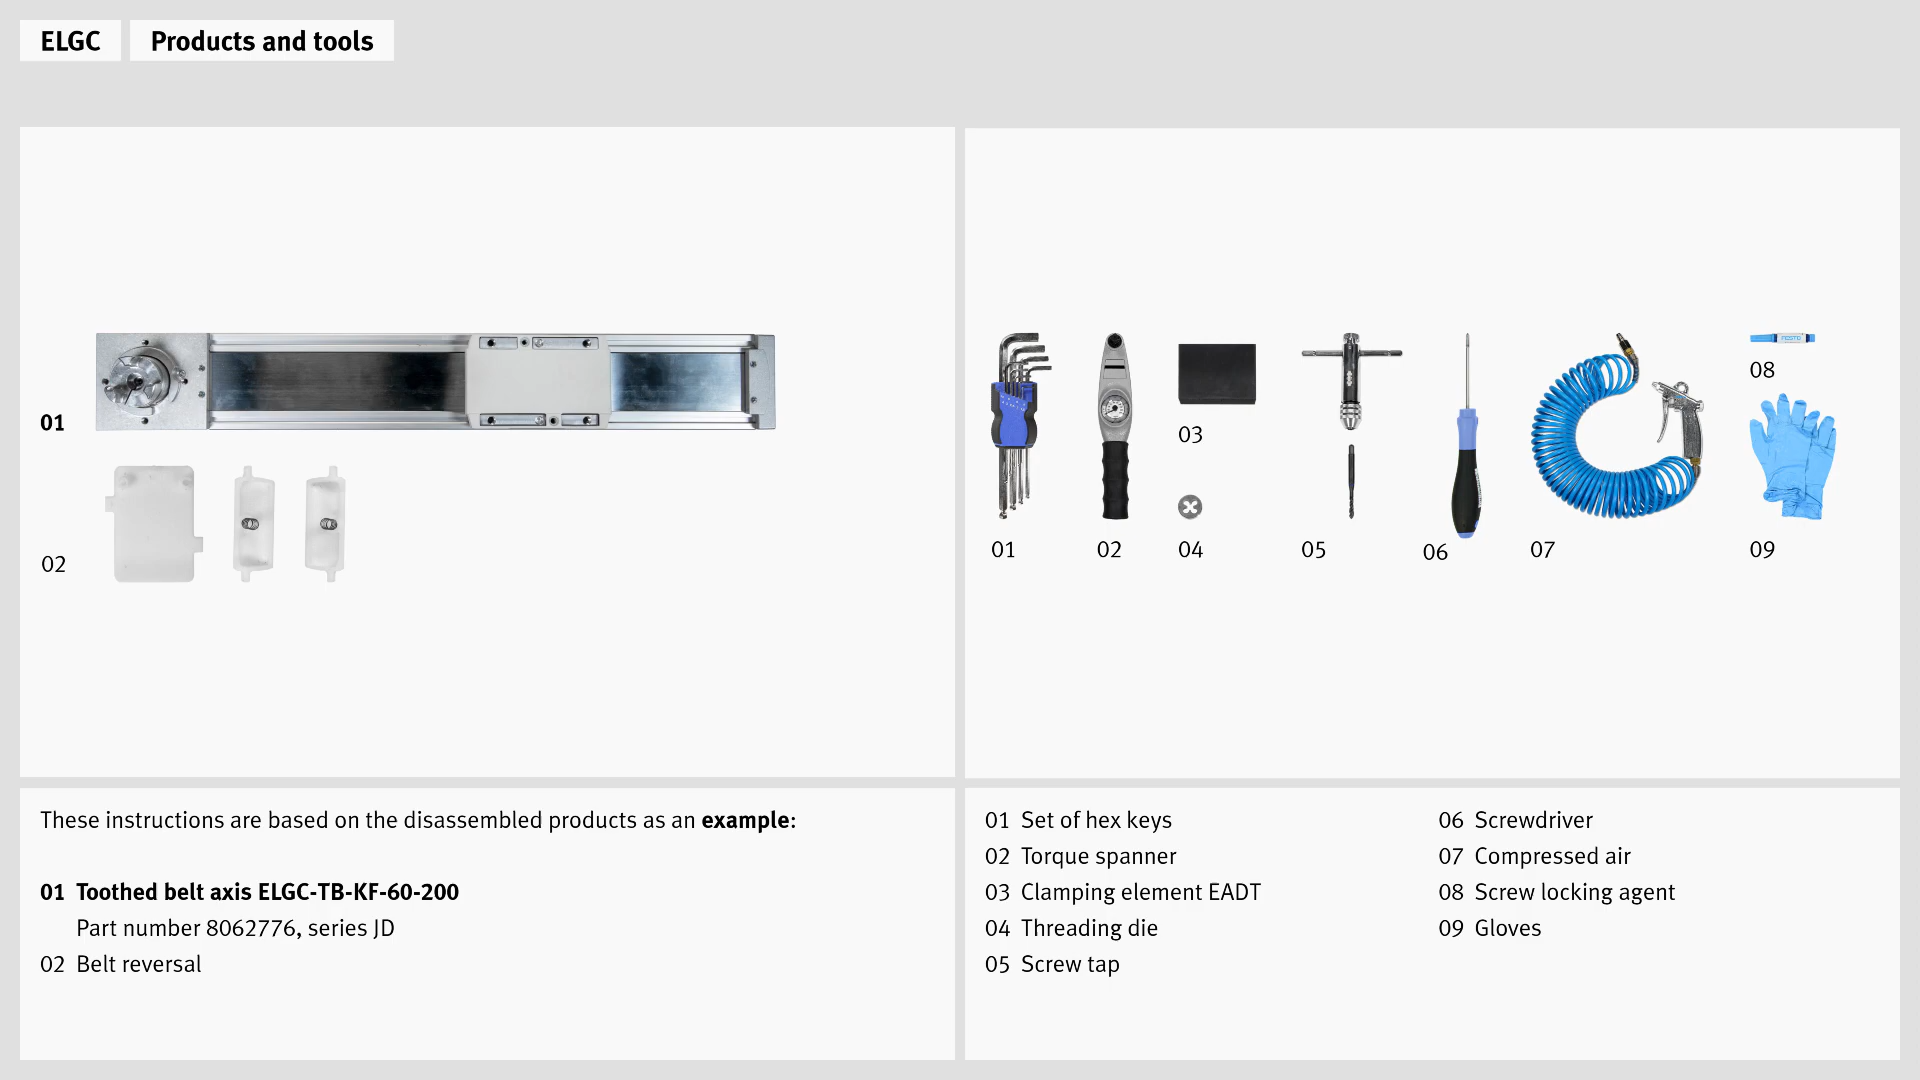 ELGC
Products and tools
01
02
01
02
03
04
05
06
07
08
09
FESTO
These instructions are based on the disassembled products as an example:
01 Toothed belt axis ELGC-TB-KF-60-200
Part number 8062776, series JD
02 Belt reversal
01 Set of hex keys
02 Torque spanner
03 Clamping element EADT
04 Threading die
05 Screw tap
06 Screwdriver
07 Compressed air
08 Screw locking agent
09 Gloves